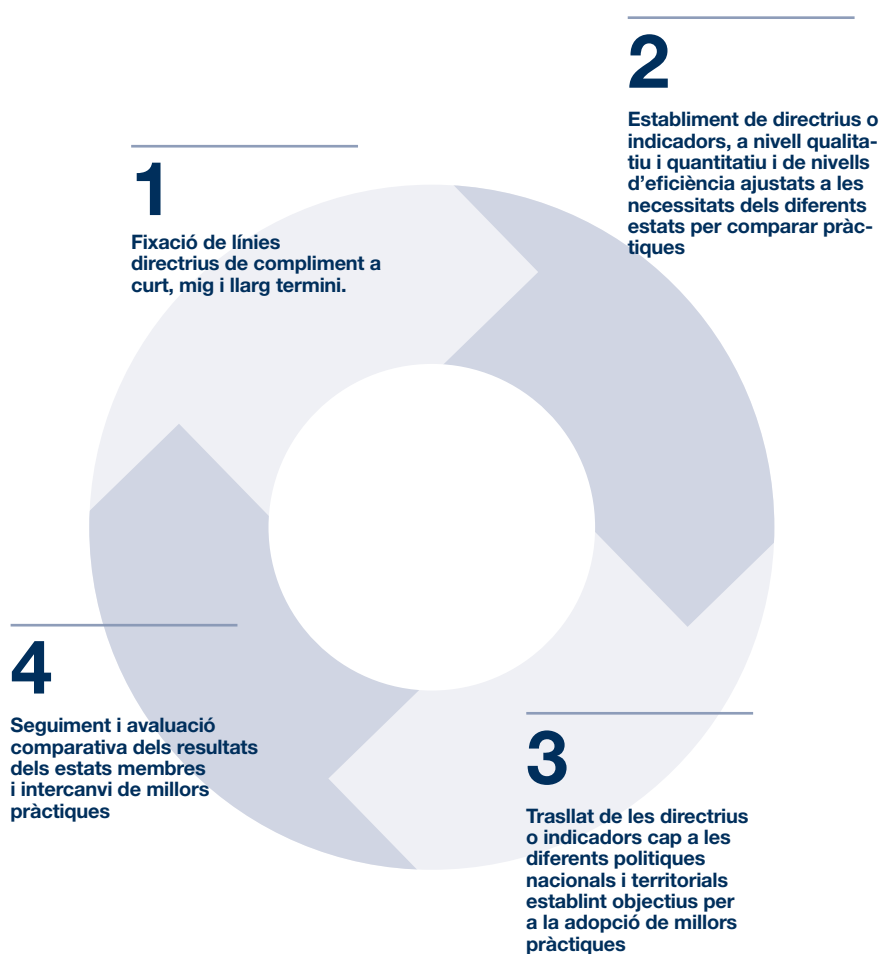 1
Fixació de línies
directrius de compliment a
curt, mig i llarg termini.
2
Establiment de directrius o
indicadors, a nivell qualita-
tiu i quantitatiu i de nivells
d’eficiència ajustats a les
necessitats dels diferents
estats per comparar pràc-
tiques
3
Trasllat de les directrius
o indicadors cap a les
diferents politiques
nacionals i territorials
establint objectius per
a la adopció de millors
pràctiques
4
Seguiment i avaluació
comparativa dels resultats
dels estats membres
i intercanvi de millors
pràctiques